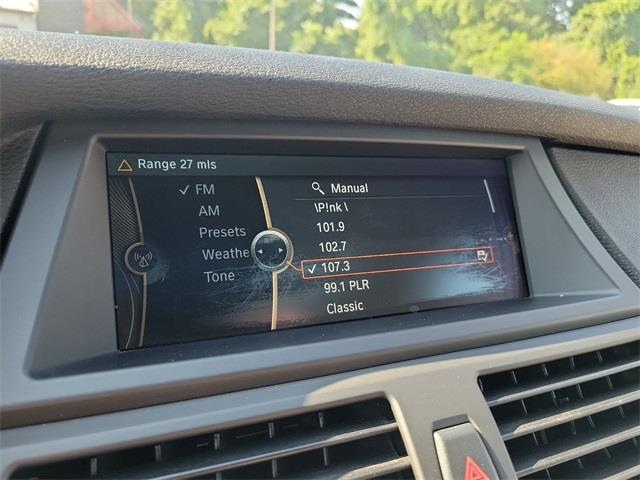 Range 27 mls
FM
AM
Presets
Weathe
Tone
Manual
\P!nk \
101.9
102.7
107.3
99.1 PLR
Classic